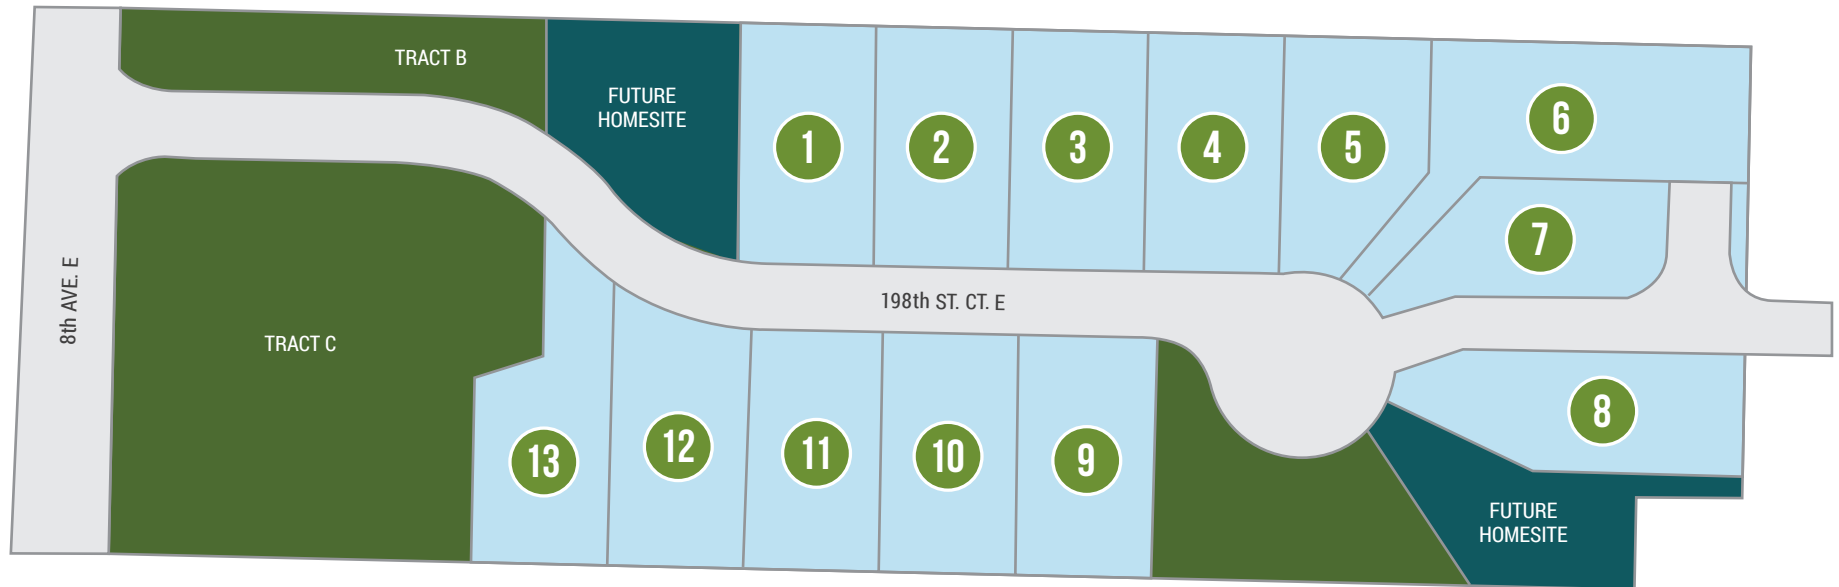 TRACT B
FUTURE
HOMESITE
1
2
3
4
5
6
7
8th AVE. E
198th ST. CT. E
TRACT C
8
13
12
11
10
9
FUTURE
HOMESITE